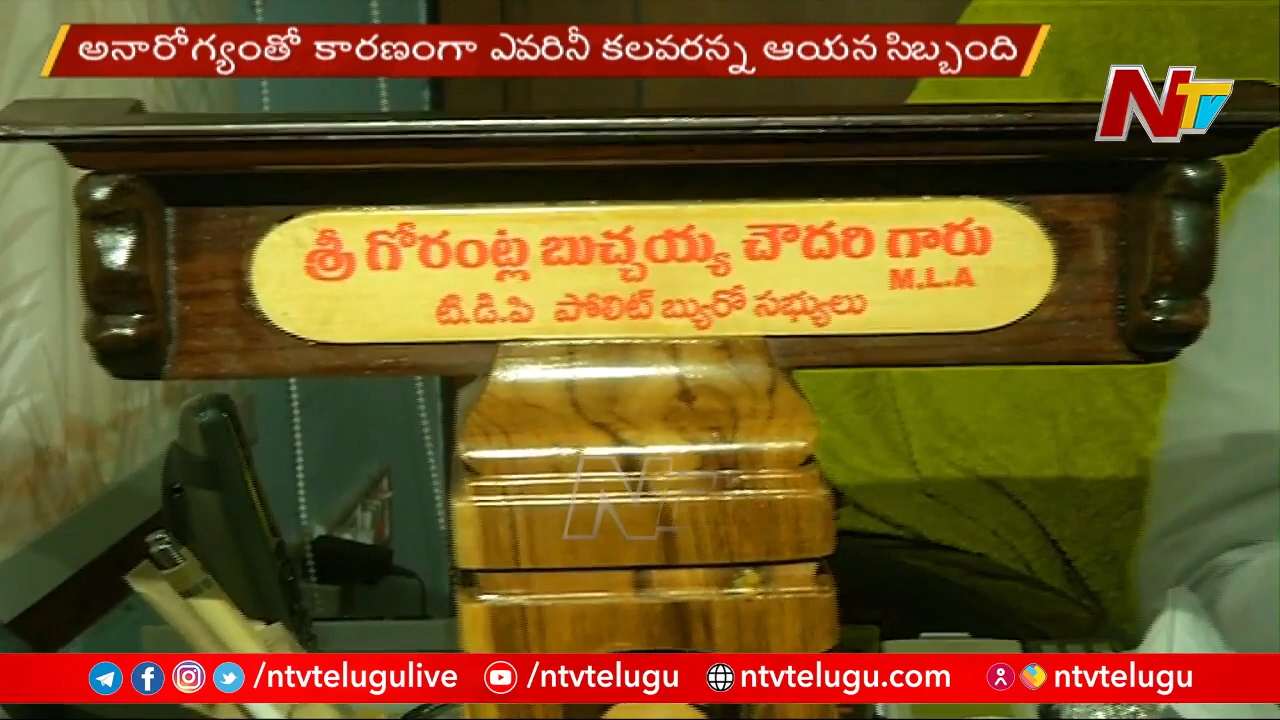 అనారోగ్యంతో కారణంగా ఎవరినీ కలవరన్న ఆయన సిబ్బంది
NTV
శ్రీ గోరంట్ల బుచ్చయ్య చౌదరి గారు
M.L.A
టి.డి.పి పోలిట్ బ్యురో సభ్యులు
/ntvtelugulive /ntvtelugu ntvtelugu.com ntvtelugu